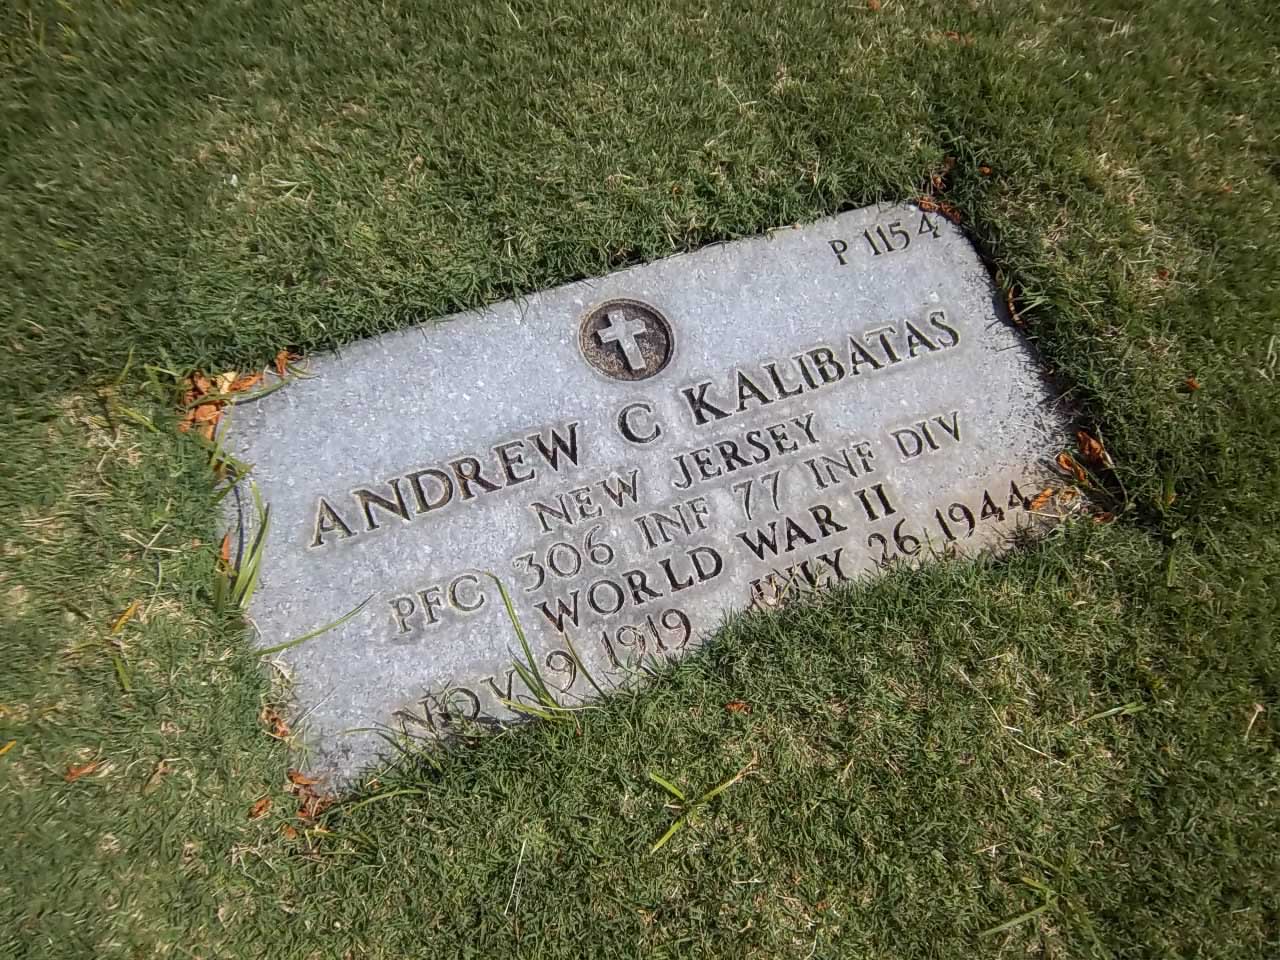 P 1154
ANDREW C KALIBATAS
NEW JERSEY
PFC 306 INF 77 INF DIV
WORLD WAR II
NOV 9 1919 JULY 26 1944